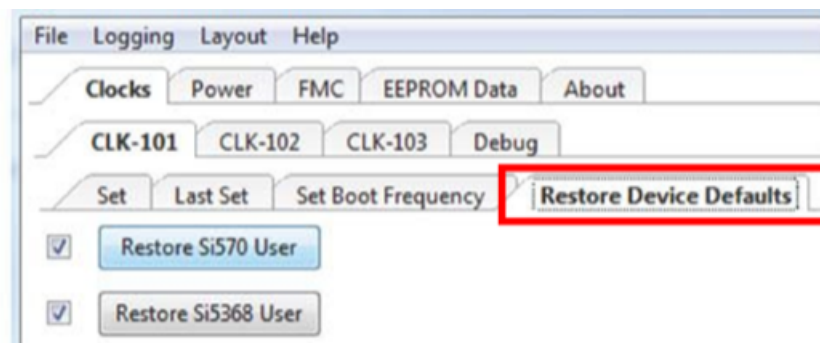 File Logging Layout Help
Clocks Power FMC EEPROM Data About
CLK-101 CLK-102 CLK-103 Debug
Set Last Set Set Boot Frequency Restore Device Defaults
Restore Si570 User
Restore Si5368 User